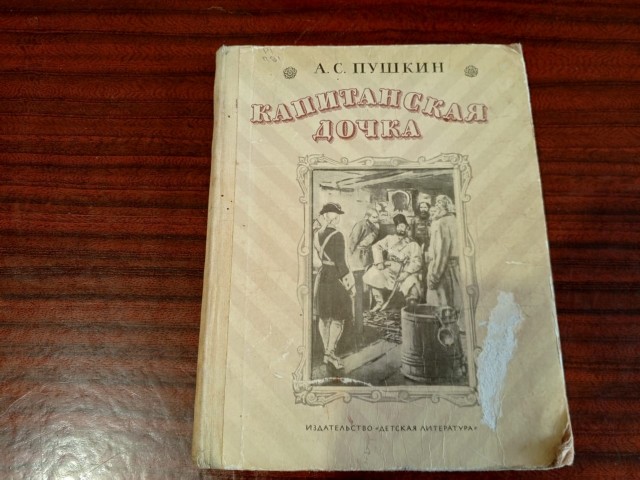 А. С. ПУШКИН
КАПИТАНСКАЯ
ДОЧКА
ИЗДАТЕЛЬСТВО «ДЕТСКАЯ ЛИТЕРАТУРА»